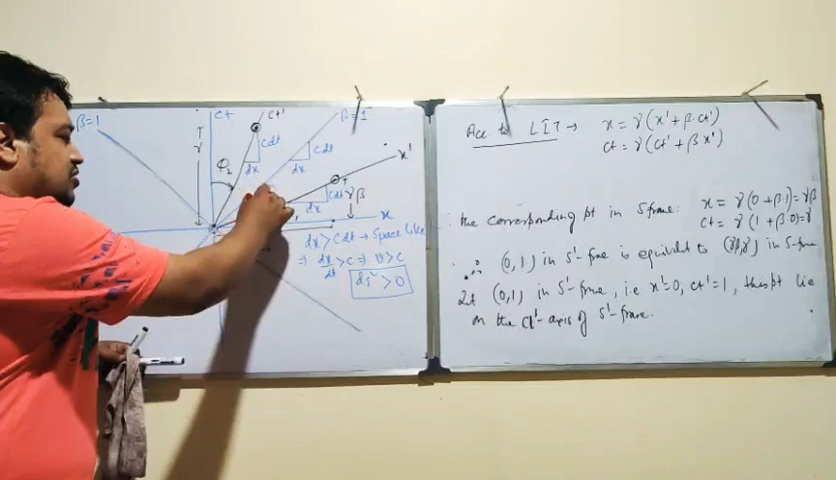 β=1
ct
ct'
β=1
T
γ
φ₂
cdt
dx
cdt
dx
x'
cdt
γβ
dx
x
dx > cdt → Space like
⇒ dx/dt > c ⇒ v > c
ds² > 0
Acc to LIT →
x = γ(x' + β ct')
ct = γ(ct' + β x')
the corresponding pt in S frame: x = γ(0 + β.1) = γβ
ct = γ(1 + β.0) = γ
∴ (0,1) in S'-frame is equivalent to (γβ,γ) in S-frame
(0,1) in S'-frame, i.e x'=0, ct'=1, this pt lie
on the ct'-axis of S'-frame.